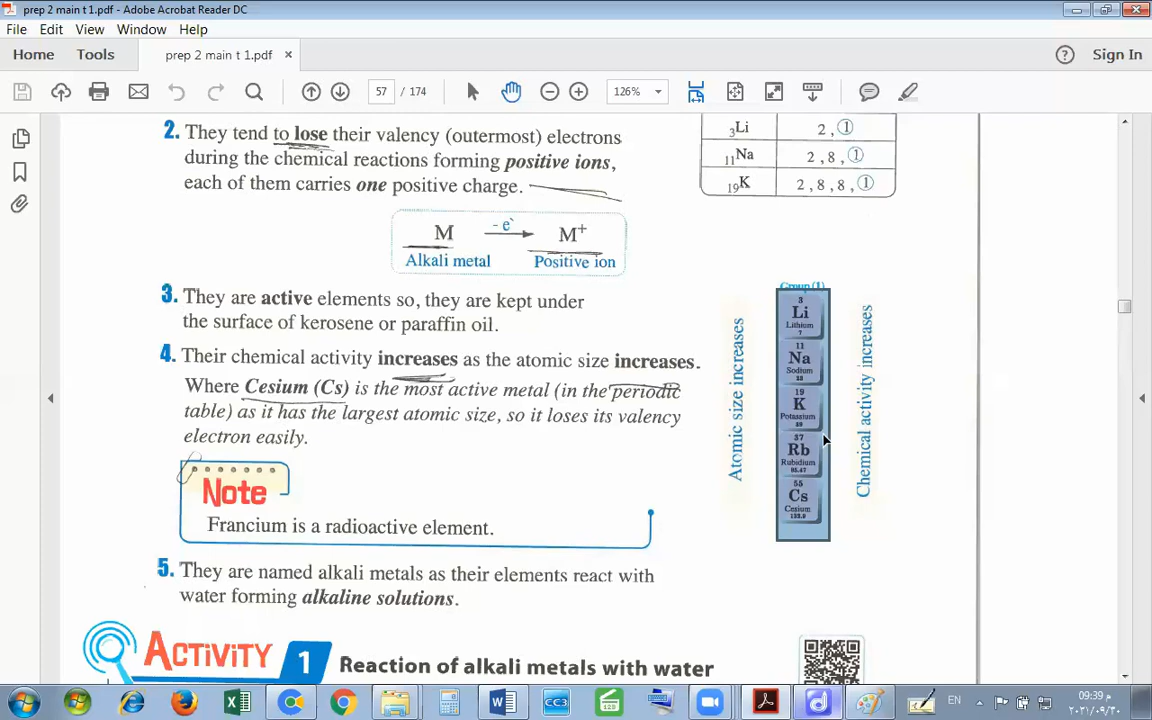 prep 2 main t 1.pdf - Adobe Acrobat Reader DC
File Edit View Window Help
Home Tools prep 2 main t 1.pdf × Sign In
57 / 174 126%
2. They tend to lose their valency (outermost) electrons
during the chemical reactions forming positive ions,
each of them carries one positive charge.
₃Li 2 , ①
₁₁Na 2 , 8 , ①
₁₉K 2 , 8 , 8 , ①
M - e⁻ M⁺
Alkali metal Positive ion
3. They are active elements so, they are kept under
the surface of kerosene or paraffin oil.
4. Their chemical activity increases as the atomic size increases.
Where Cesium (Cs) is the most active metal (in the periodic
table) as it has the largest atomic size, so it loses its valency
electron easily.
Note
Francium is a radioactive element.
5. They are named alkali metals as their elements react with
water forming alkaline solutions.
Group (1)
3
Li
Lithium
7
11
Na
Sodium
23
19
K
Potassium
39
37
Rb
Rubidium
85.47
55
Cs
Cesium
132.9
Atomic size increases
Chemical activity increases
ACTIVITY 1 Reaction of alkali metals with water
CC3
EN
09:39 م
٢٠٢١/٠٩/٣٠